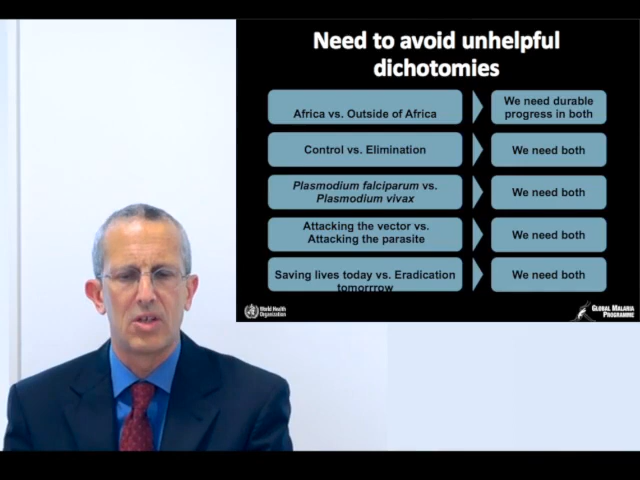 Need to avoid unhelpful
dichotomies
Africa vs. Outside of Africa
We need durable
progress in both
Control vs. Elimination
We need both
Plasmodium falciparum vs.
Plasmodium vivax
We need both
Attacking the vector vs.
Attacking the parasite
We need both
Saving lives today vs. Eradication
tomorrrow
We need both
World Health
Organization
GLOBAL MALARIA
PROGRAMME